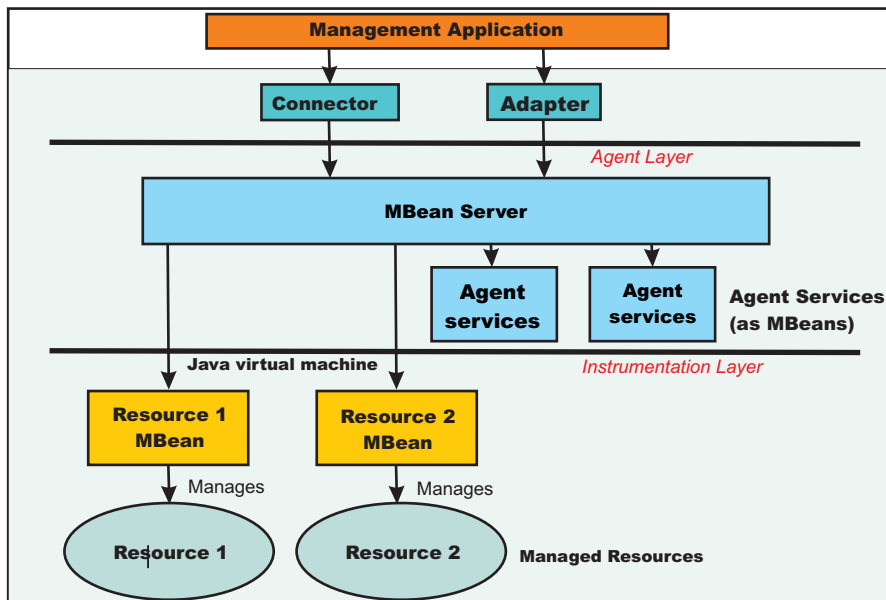 Management Application
Connector
Adapter
Agent Layer
MBean Server
Agent
services
Agent
services
Agent Services
(as MBeans)
Java virtual machine
Instrumentation Layer
Resource 1
MBean
Resource 2
MBean
Manages
Manages
Resource 1
Resource 2
Managed Resources